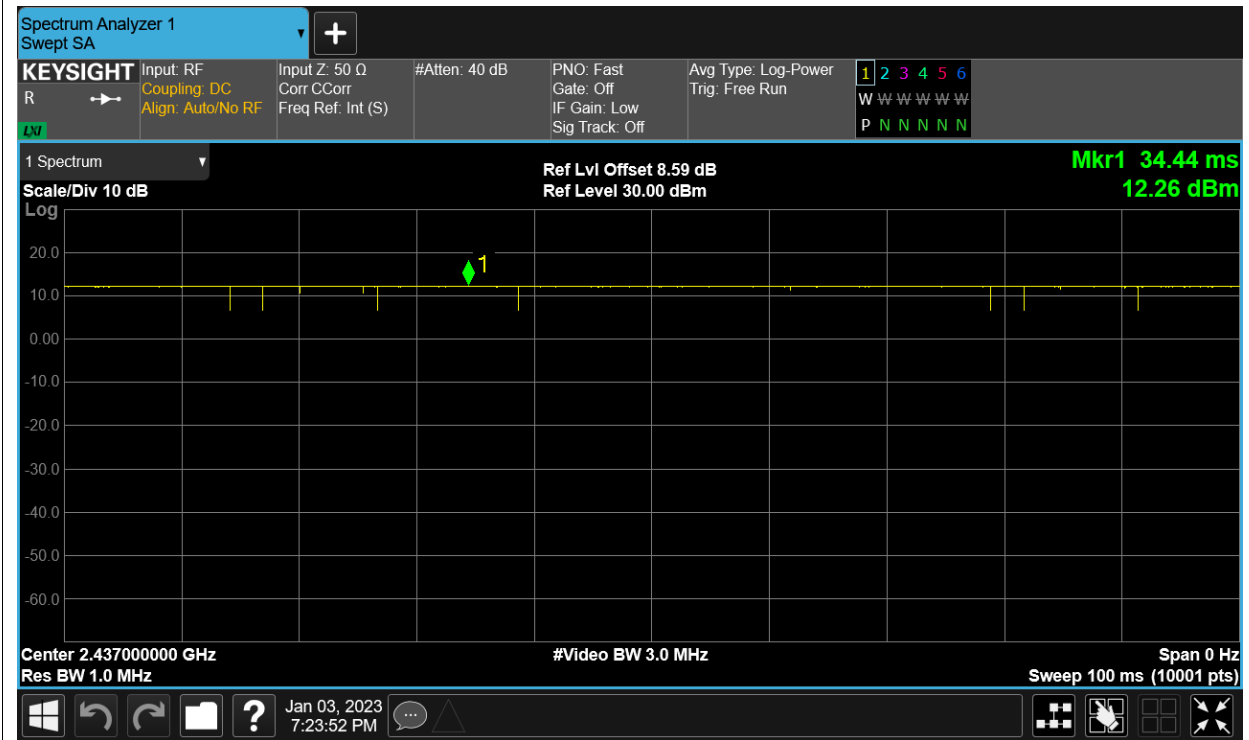 Spectrum Analyzer 1
Swept SA
+
KEYSIGHT
R
LXI
Input: RF
Coupling: DC
Align: Auto/No RF
Input Z: 50 Ω
Corr CCorr
Freq Ref: Int (S)
#Atten: 40 dB
PNO: Fast
Gate: Off
IF Gain: Low
Sig Track: Off
Avg Type: Log-Power
Trig: Free Run
1 2 3 4 5 6
W W W W W W
P N N N N N
1 Spectrum
Scale/Div 10 dB
Log
Ref Lvl Offset 8.59 dB
Ref Level 30.00 dBm
Mkr1 34.44 ms
12.26 dBm
1
20.0
10.0
0.00
-10.0
-20.0
-30.0
-40.0
-50.0
-60.0
Center 2.437000000 GHz
#Video BW 3.0 MHz
Span 0 Hz
Res BW 1.0 MHz
Sweep 100 ms (10001 pts)
?
Jan 03, 2023
7:23:52 PM